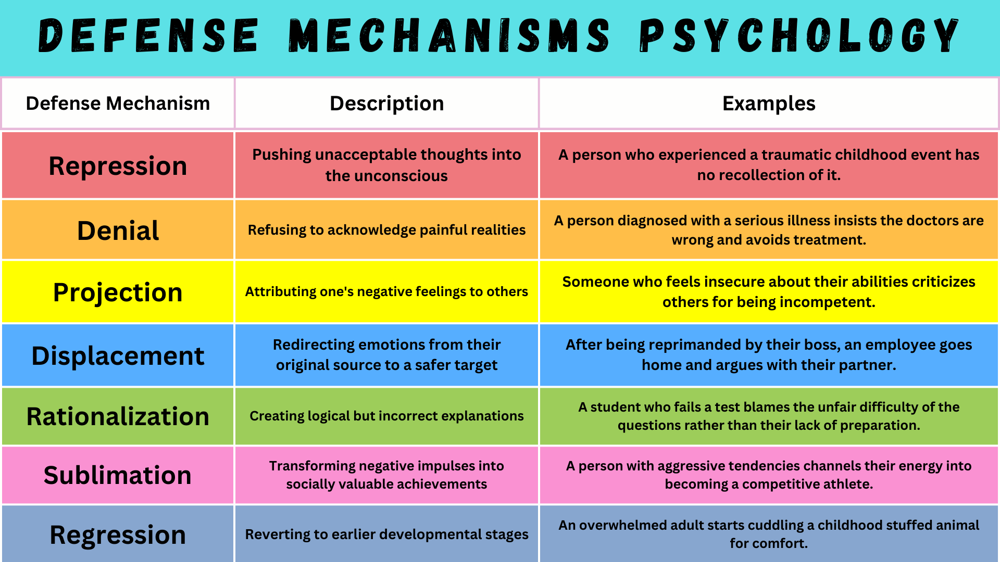 DEFENSE MECHANISMS PSYCHOLOGY
Defense Mechanism
Description
Examples
Repression
Pushing unacceptable thoughts into
the unconscious
A person who experienced a traumatic childhood event has
no recollection of it.
Denial
Refusing to acknowledge painful realities
A person diagnosed with a serious illness insists the doctors are
wrong and avoids treatment.
Projection
Attributing one's negative feelings to others
Someone who feels insecure about their abilities criticizes
others for being incompetent.
Displacement
Redirecting emotions from their
original source to a safer target
After being reprimanded by their boss, an employee goes
home and argues with their partner.
Rationalization
Creating logical but incorrect explanations
A student who fails a test blames the unfair difficulty of the
questions rather than their lack of preparation.
Sublimation
Transforming negative impulses into
socially valuable achievements
A person with aggressive tendencies channels their energy into
becoming a competitive athlete.
Regression
Reverting to earlier developmental stages
An overwhelmed adult starts cuddling a childhood stuffed animal
for comfort.